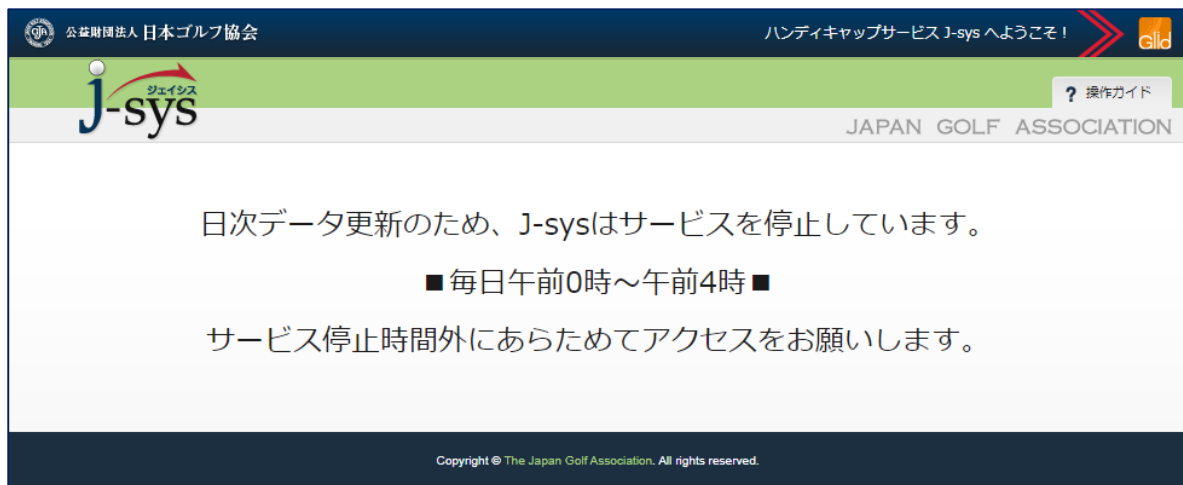 公益財団法人 日本ゴルフ協会
ハンディキャップサービス J-sys へようこそ！
Glid
ジェイシス
j-sys
? 操作ガイド
JAPAN GOLF ASSOCIATION
日次データ更新のため、J-sysはサービスを停止しています。
■毎日午前0時～午前4時■
サービス停止時間外にあらためてアクセスをお願いします。
Copyright © The Japan Golf Association. All rights reserved.